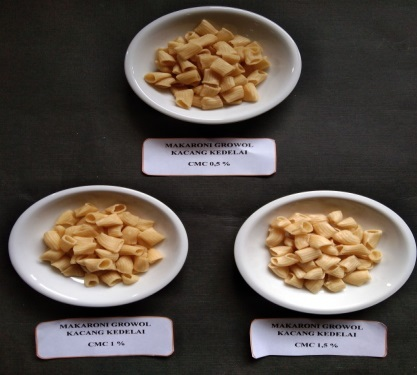 MAKARONI GROWOL
KACANG KEDELAI
CMC 0,5 %
MAKARONI GROWOL
KACANG KEDELAI
CMC 1 %
MAKARONI GROWOL
KACANG KEDELAI
CMC 1,5 %